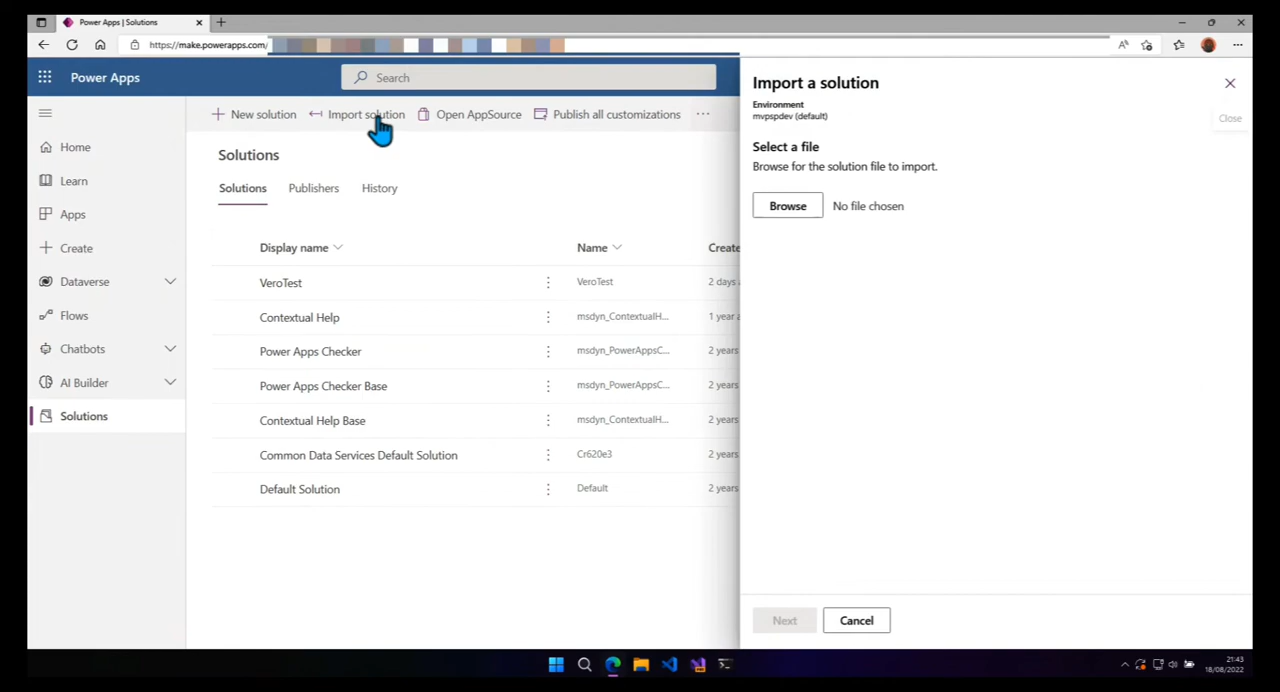 Power Apps | Solutions
https://make.powerapps.com/
Power Apps
Search
New solution
Import solution
Open AppSource
Publish all customizations
Home
Learn
Apps
Create
Dataverse
Flows
Chatbots
AI Builder
Solutions
Solutions
Solutions Publishers History
Display name Name Create
VeroTest VeroTest 2 days
Contextual Help msdyn_ContextualH... 1 year
Power Apps Checker msdyn_PowerAppsC... 2 years
Power Apps Checker Base msdyn_PowerAppsC... 2 years
Contextual Help Base msdyn_ContextualH... 2 years
Common Data Services Default Solution Cr620e3 2 years
Default Solution Default 2 years
Import a solution
Environment
mvpspdev (default)
Close
Select a file
Browse for the solution file to import.
Browse No file chosen
Next Cancel
21:43
18/08/2022